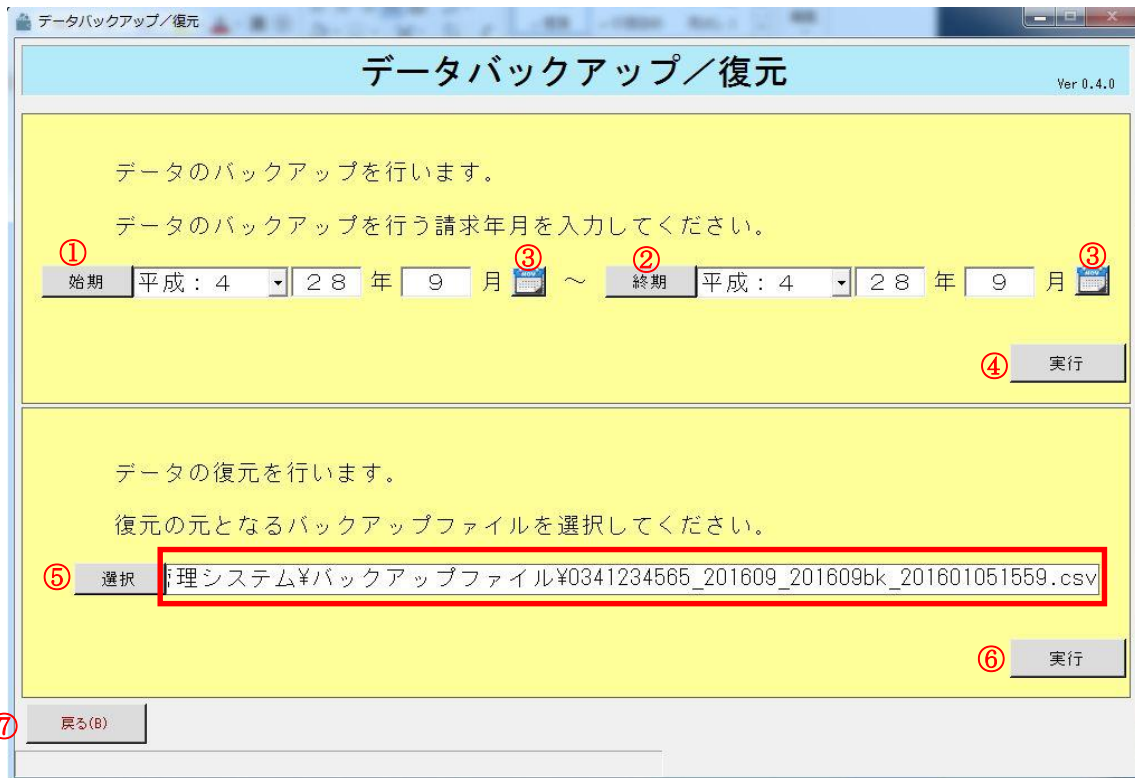 データバックアップ/復元
データバックアップ/復元
Ver 0.4.0
データのバックアップを行います。
データのバックアップを行う請求年月を入力してください。
① ③ ② ③
始期 平成:4 28 年 9 月 ~ 終期 平成:4 28 年 9 月
④ 実行
データの復元を行います。
復元の元となるバックアップファイルを選択してください。
⑤ 選択 理システム¥バックアップファイル¥0341234565_201609_201609bk_201601051559.csv
⑥ 実行
⑦ 戻る(B)